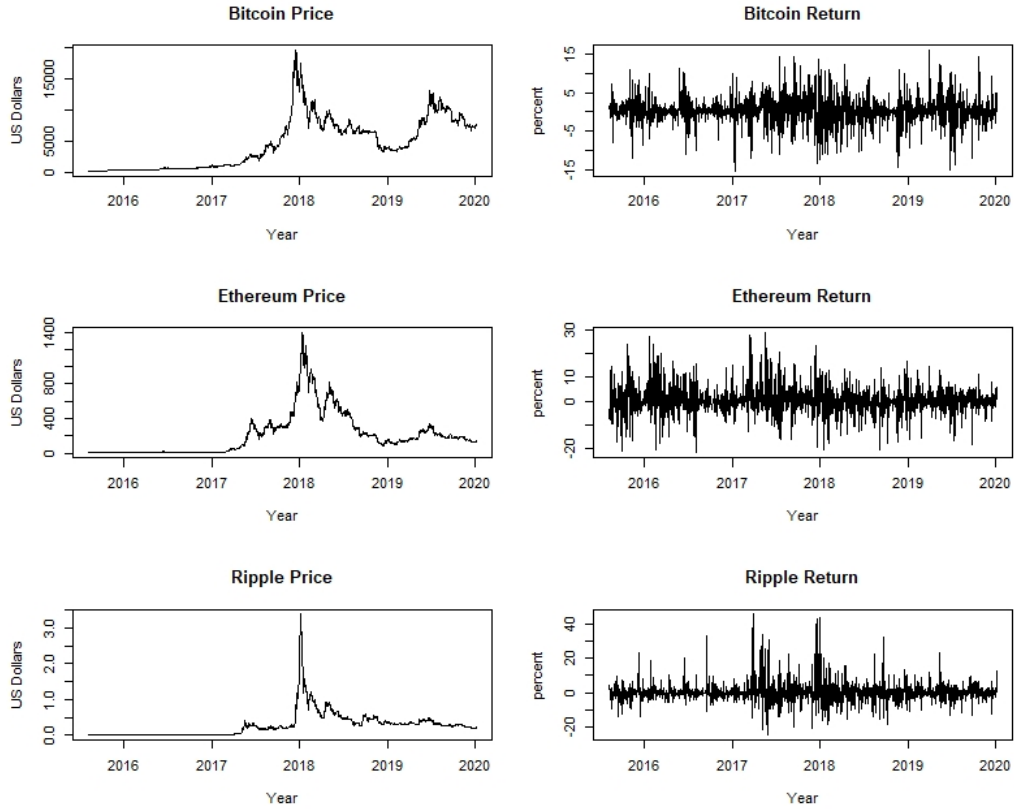 Bitcoin Price
US Dollars
15000
5000
0
2016 2017 2018 2019 2020
Year
Bitcoin Return
percent
15
5
-5
-15
2016 2017 2018 2019 2020
Year
Ethereum Price
US Dollars
1400
800
400
0
2016 2017 2018 2019 2020
Year
Ethereum Return
percent
30
10
0
-20
2016 2017 2018 2019 2020
Year
Ripple Price
US Dollars
3.0
2.0
1.0
0.0
2016 2017 2018 2019 2020
Year
Ripple Return
percent
40
20
0
-20
2016 2017 2018 2019 2020
Year